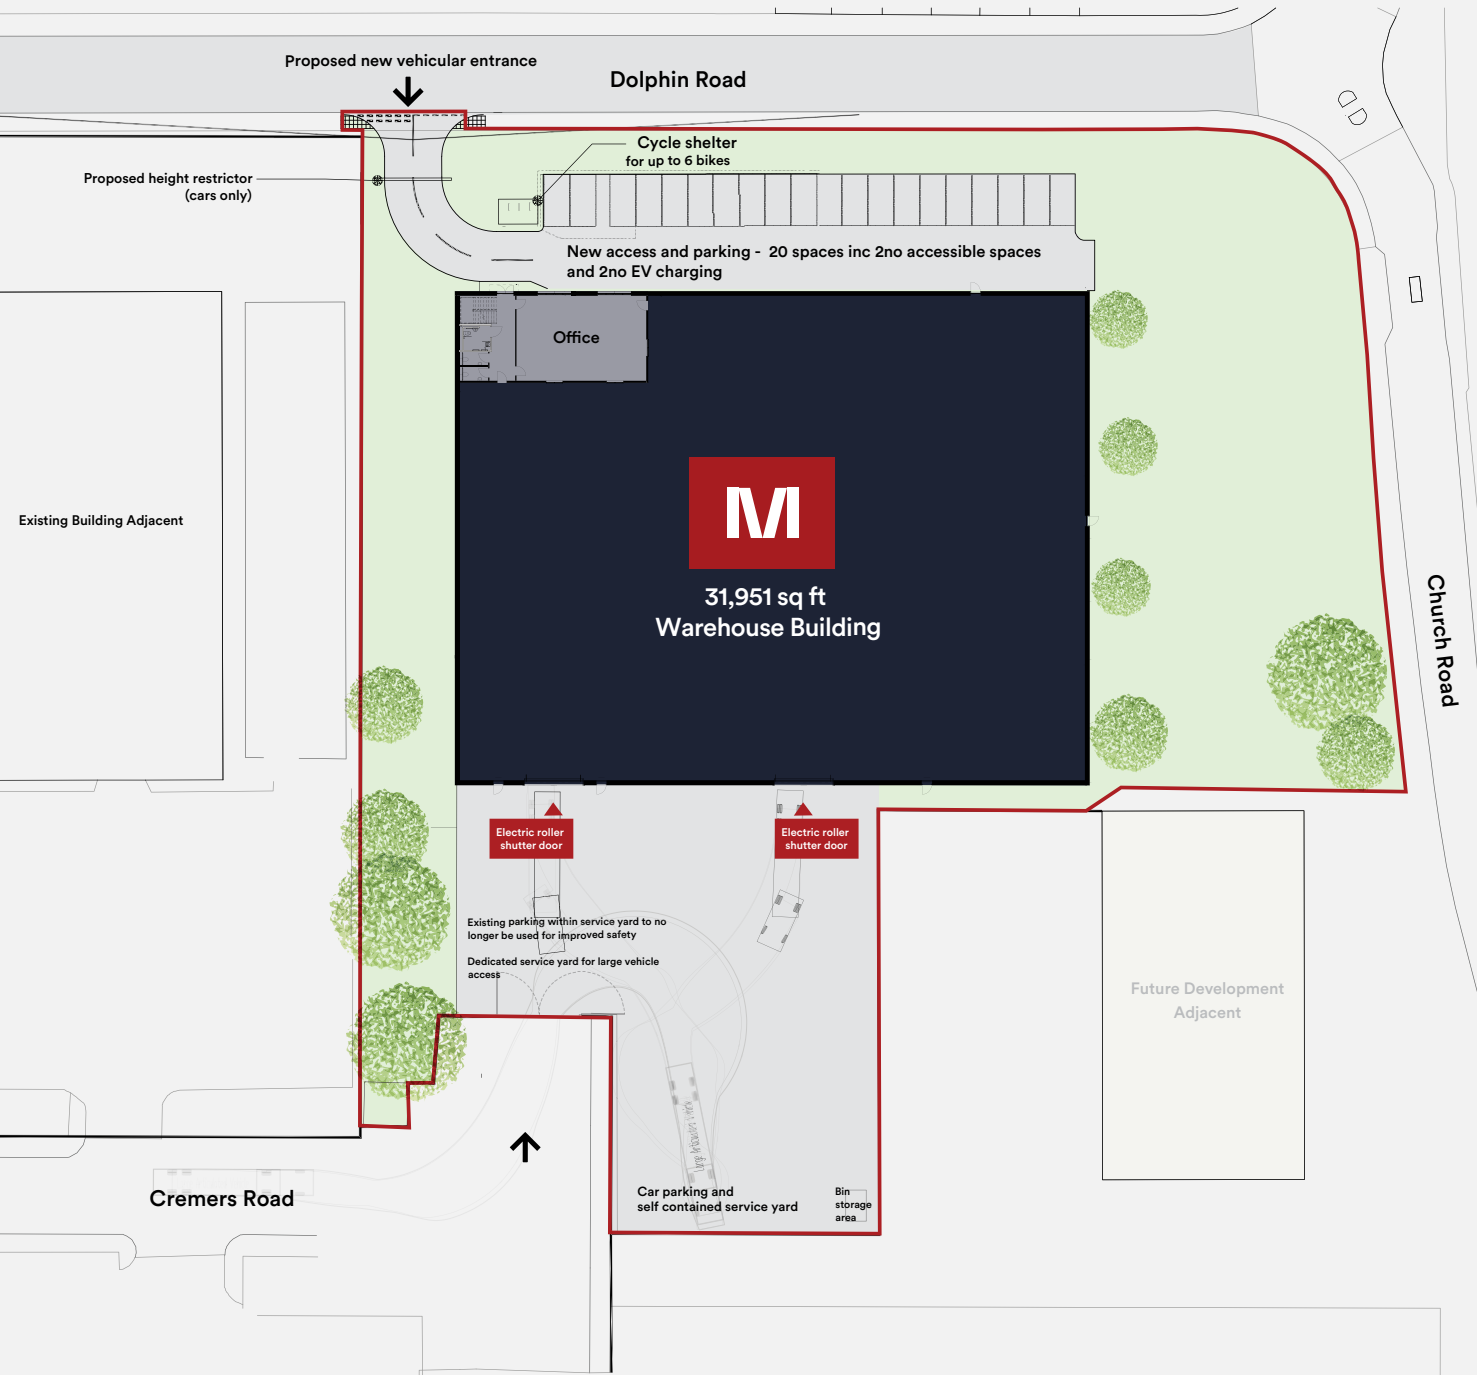 Proposed new vehicular entrance
Dolphin Road
Cycle shelter
for up to 6 bikes
Proposed height restrictor
(cars only)
New access and parking - 20 spaces inc 2no accessible spaces
and 2no EV charging
Office
Existing Building Adjacent
M
31,951 sq ft
Warehouse Building
Church Road
Electric roller
shutter door
Electric roller
shutter door
Existing parking within service yard to no
longer be used for improved safety
Dedicated service yard for large vehicle
access
Future Development
Adjacent
Cremers Road
Car parking and
self contained service yard
Bin
storage
area